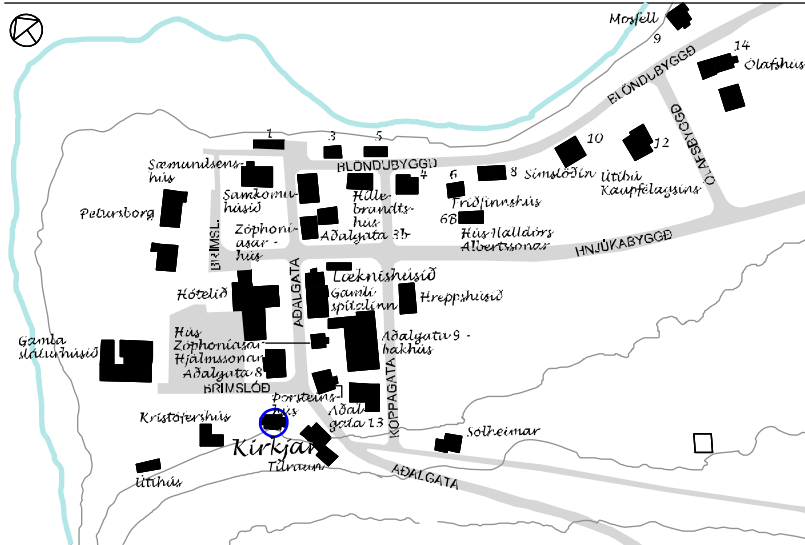 Mosfell
9
14
Ólafshús
BLÖNDUBYGGÐ
1
3
5
10
12
ÓLAFSBYGGÐ
BLÖNDUBYGGÐ
Sæmundsens-
hús
4
6
8
Símstöðin
Útibú
Kaupfélagsins
Samkomu-
húsið
Hille-
brandts-
hús
Friðfinnshús
6B
Pétursborg
BRIMSL.
Zóphoní-
asar -
hús
Aðalgata 3b
Hús Halldórs
Albertssonar
HNJÚKABYGGÐ
AÐALGATA
Læknishúsið
Hótelið
Gamli
spítalinn
Hreppshúsið
Gamla
sláturhúsið
Hús
Zophoníasar
Hjálmssonar
Aðalgata 8
Aðalgata 9 -
bakhús
BRIMSLÓÐ
Þorsteins
hús
Aðal
gata 13
KOPPAGATA
Kristófershús
Kirkjan
Sólheimar
Tilraun
AÐALGATA
Útihús